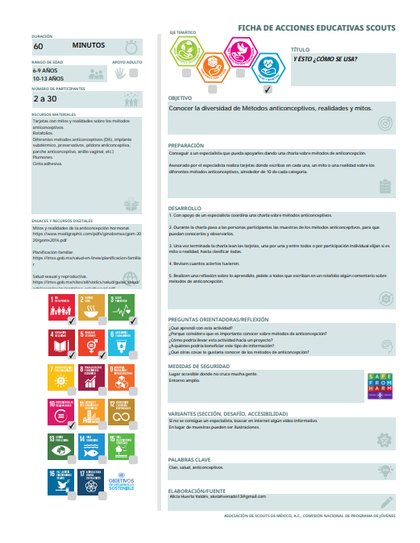 FICHA DE ACCIONES EDUCATIVAS SCOUTS
DURACIÓN
60 MINUTOS
RANGO DE EDAD
APOYO ADULTO
6-9 AÑOS
10-13 AÑOS
NÚMERO DE PARTICIPANTES
2 a 30
RECURSOS MATERIALES
Tarjetas con mitos y realidades sobre los métodos
anticonceptivos.
Rotafolios.
Diferentes métodos anticonceptivos (DIU, implante
subdérmico, preservativos, píldora anticonceptiva,
parche anticonceptivo, anillo vaginal, etc.)
Plumones.
Cinta adhesiva.
ENLACES Y RECURSOS DIGITALES
Mitos y realidades de la anticoncepción hormonal.
Planificación familiar.
Salud sexual y reproductiva.
EJE TEMÁTICO
TÍTULO
Y ÉSTO ¿CÓMO SE USA?
OBJETIVO
Conocer la diversidad de Métodos anticonceptivos, realidades y mitos.
PREPARACIÓN
Conseguir a un especialista que pueda apoyarles dando una charla sobre métodos de anticoncepción.
Asesorado por el especialista realiza tarjetas donde escriban en cada una, un mito o una realidad sobre los
diferentes métodos anticonceptivos, alrededor de 10 de cada categoría.
DESARROLLO
1. Con apoyo de un especialista coordina una charla sobre métodos anticonceptivos.
2. Durante la charla pasa a las personas participantes las muestras de los métodos anticonceptivos, para que
puedan conocerlos y observarlos.
3. Una vez terminada la charla lean las tarjetas, una por una y entre todos o por participación individual elijan si es
mito o realidad, hasta clasificar todas.
4. Revisen cuantos aciertos tuvieron.
5. Realicen una reflexión sobre lo aprendido, pídele a todos que escriban en un rotafolio algún comentario sobre
métodos de anticoncepción.
PREGUNTAS ORIENTADORAS/REFLEXIÓN
¿Qué aprendí con esta actividad?
¿Porque considero que es importante conocer sobre métodos de anticoncepción?
¿Cómo podría llevar esta actividad hacia un proyecto?
¿A quiénes podría beneficiar este tipo de información?
¿Qué otras cosas te gustaría conocer de los métodos de anticoncepción?
MEDIDAS DE SEGURIDAD
Lugar accesible donde no cruce mucha gente.
Entorno amplio.
SAFE
FROM
HARM
VARIANTES (SECCIÓN, DESAFÍO, ACCESIBILIDAD)
Si no se consigue un especialista, buscar en internet algún video informativo.
En lugar de muestras pueden ser ilustraciones.
PALABRAS CLAVE
Clan, salud, anticonceptivos.
ELABORACIÓN/FUENTE
OBJETIVOS
DE DESARROLLO
SOSTENIBLE
ASOCIACIÓN DE SCOUTS DE MÉXICO, A.C., COMISIÓN NACIONAL DE PROGRAMA DE JÓVENES